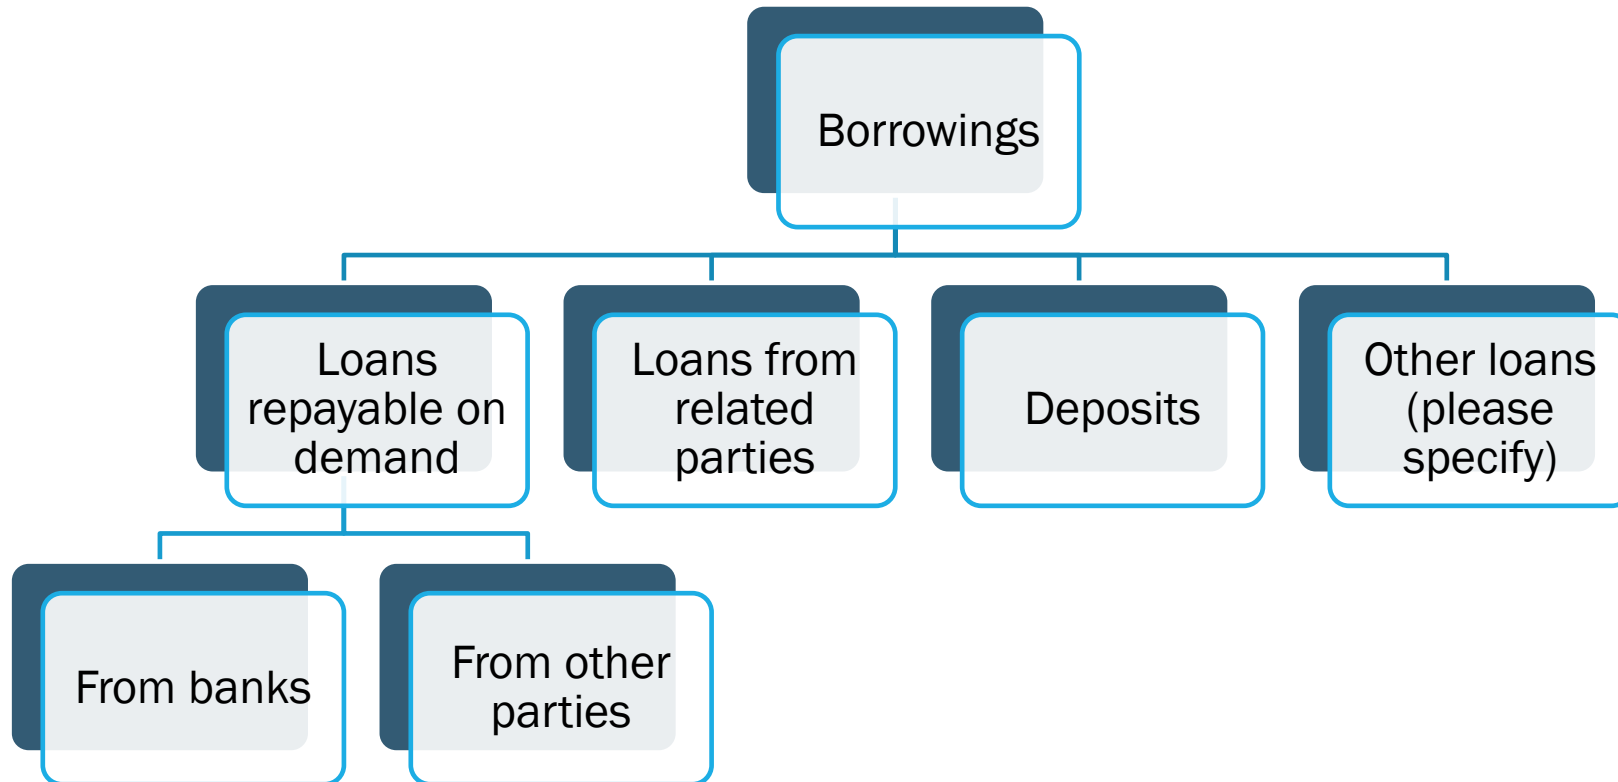 Borrowings
Loans
repayable on
demand
Loans from
related
parties
Deposits
Other loans
(please
specify)
From banks
From other
parties